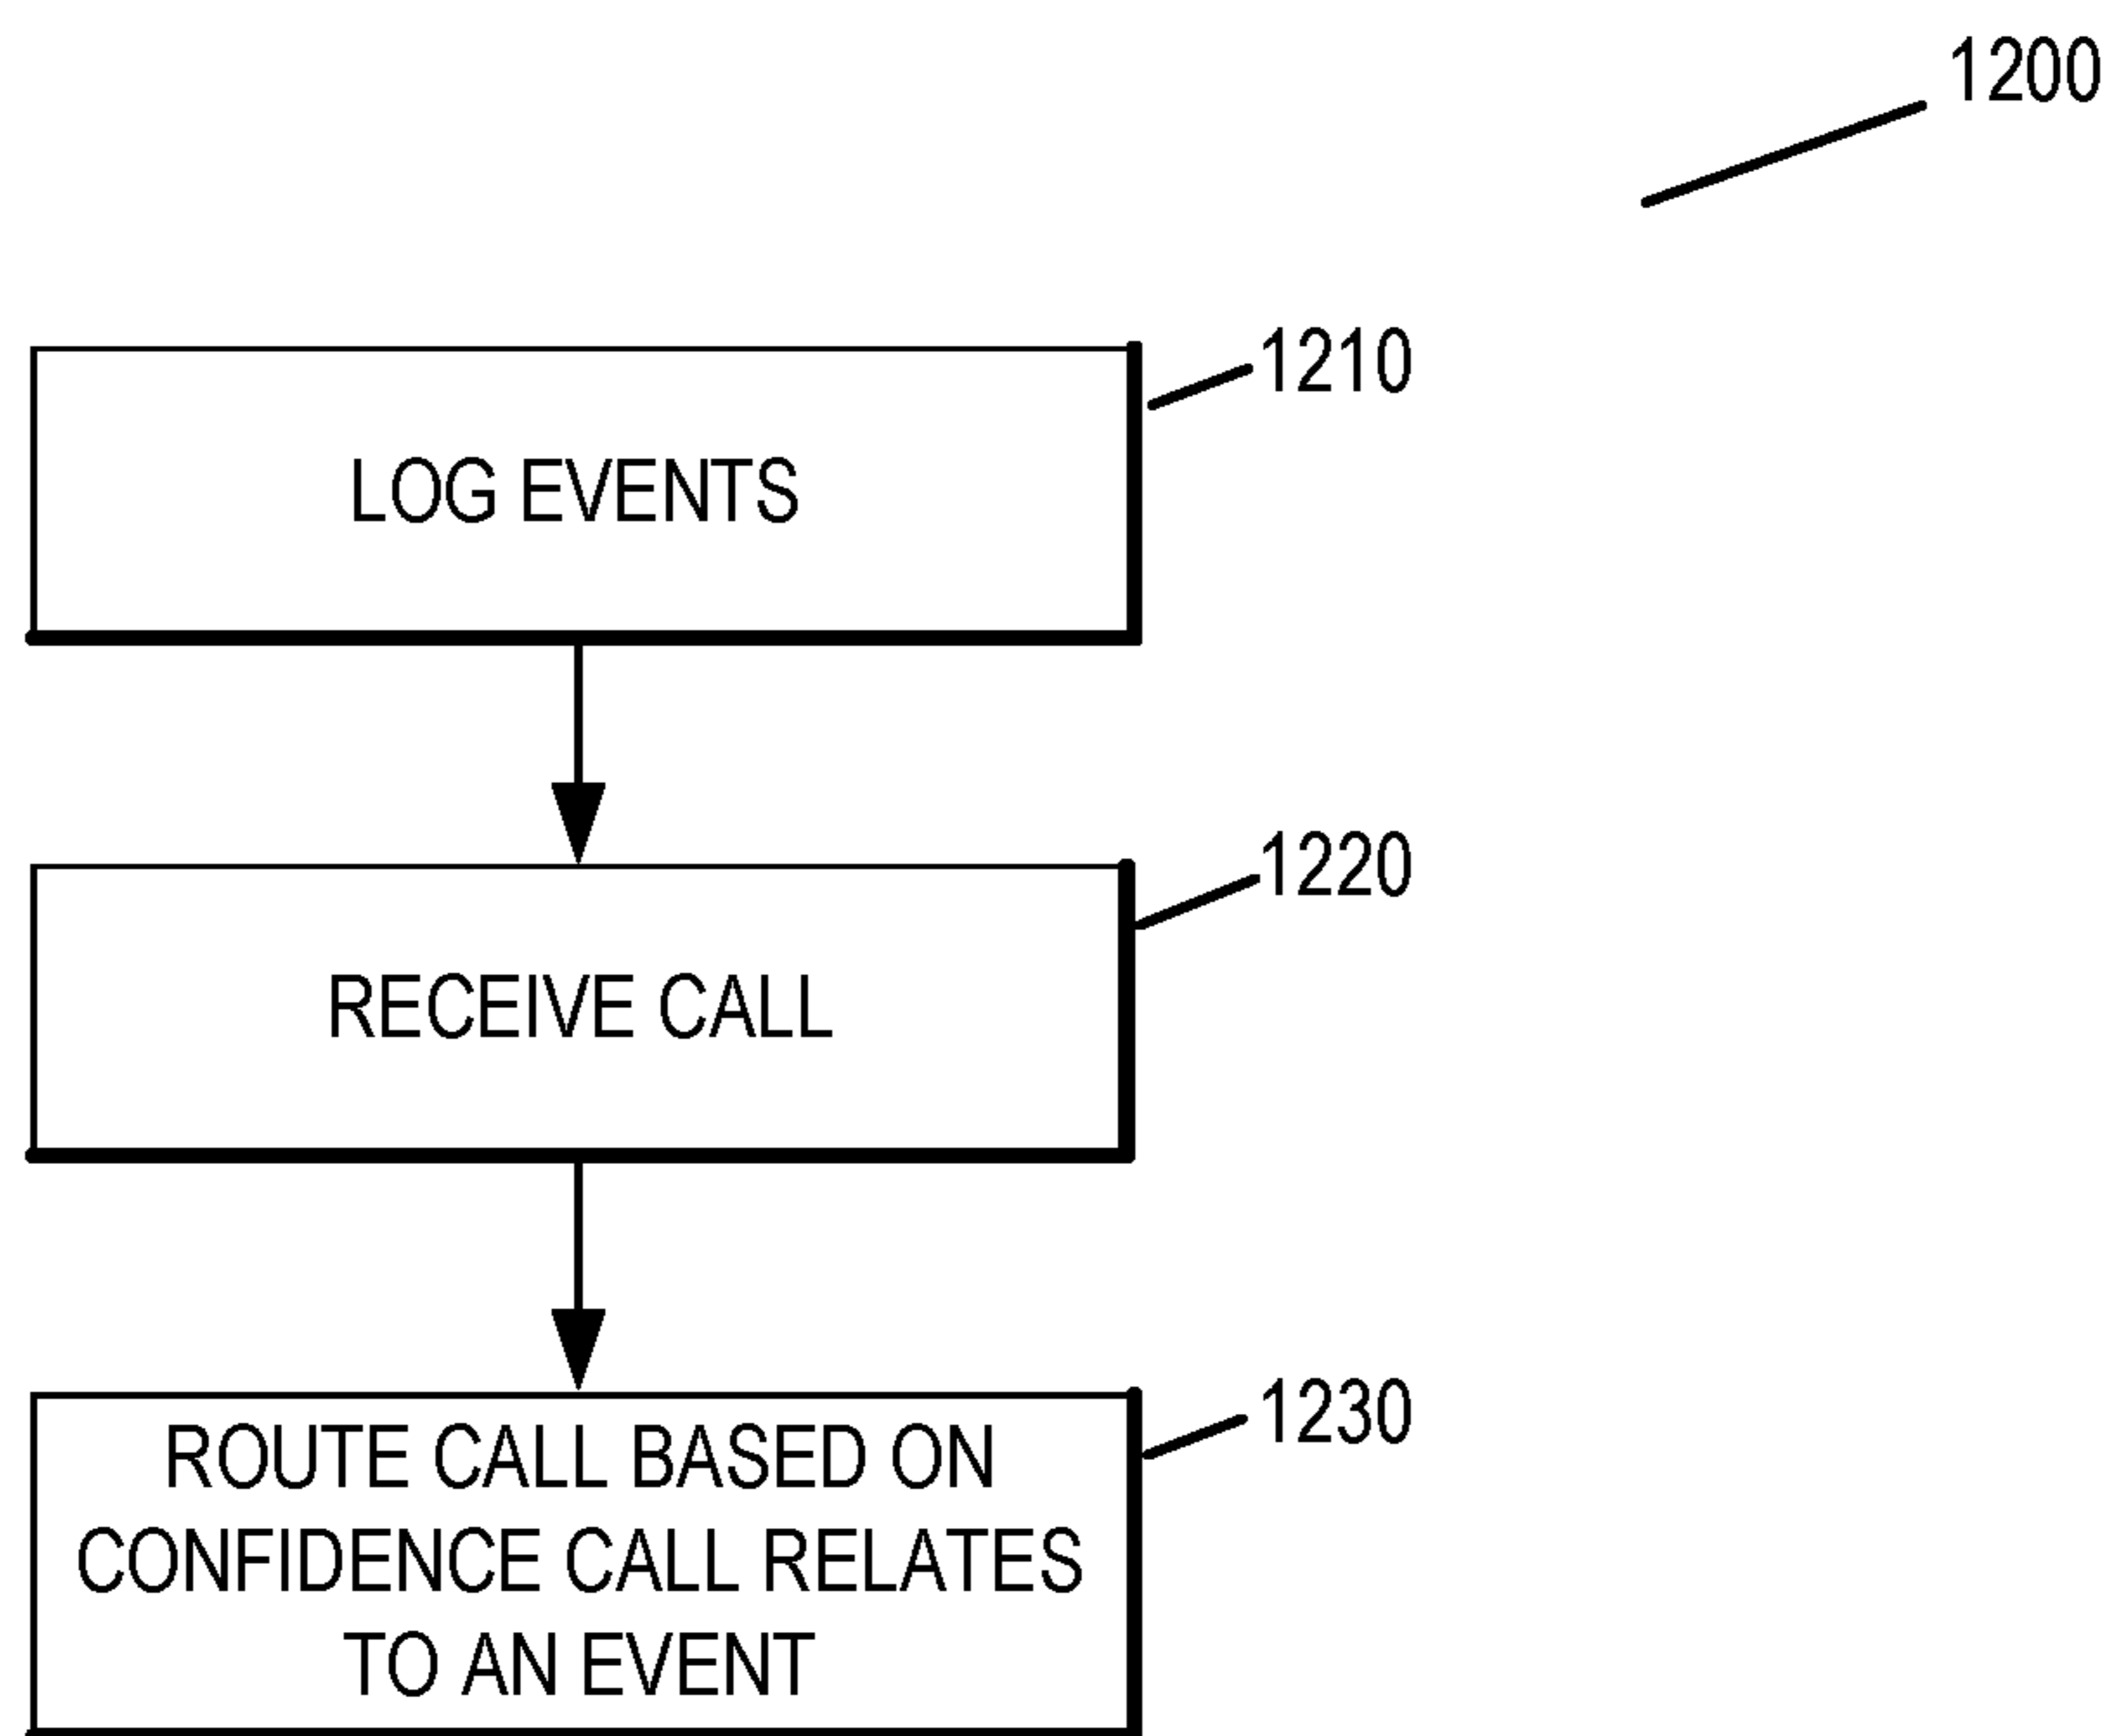 1200
1210
LOG EVENTS
1220
RECEIVE CALL
1230
ROUTE CALL BASED ON
CONFIDENCE CALL RELATES
TO AN EVENT